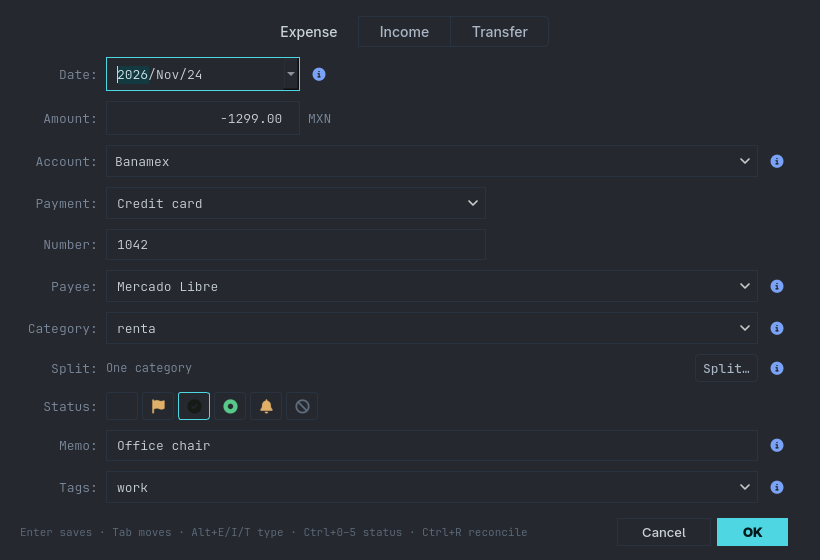 Expense Income Transfer
Date: 2026/Nov/24
Amount: -1299.00 MXN
Account: Banamex
Payment: Credit card
Number: 1042
Payee: Mercado Libre
Category: renta
Split: One category Split…
Status:
Memo: Office chair
Tags: work
Enter saves · Tab moves · Alt+E/I/T type · Ctrl+0–5 status · Ctrl+R reconcile Cancel OK